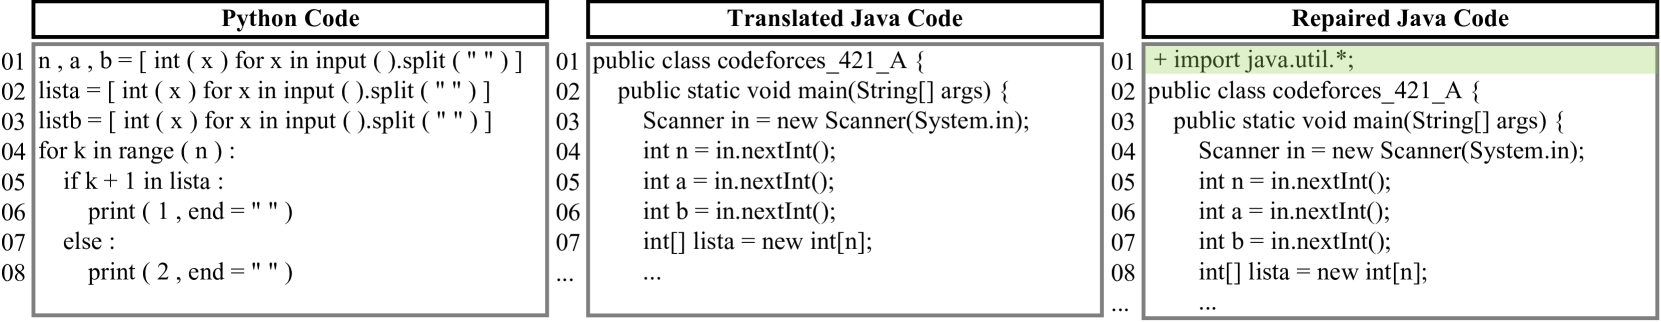 Python Code
01 n , a , b = [ int ( x ) for x in input ( ).split ( " " ) ]
02 lista = [ int ( x ) for x in input ( ).split ( " " ) ]
03 listb = [ int ( x ) for x in input ( ).split ( " " ) ]
04 for k in range ( n ) :
05 if k + 1 in lista :
06 print ( 1 , end = " " )
07 else :
08 print ( 2 , end = " " )
Translated Java Code
01 public class codeforces_421_A {
02 public static void main(String[] args) {
03 Scanner in = new Scanner(System.in);
04 int n = in.nextInt();
05 int a = in.nextInt();
06 int b = in.nextInt();
07 int[] lista = new int[n];
... ...
Repaired Java Code
01 + import java.util.*;
02 public class codeforces_421_A {
03 public static void main(String[] args) {
04 Scanner in = new Scanner(System.in);
05 int n = in.nextInt();
06 int a = in.nextInt();
07 int b = in.nextInt();
08 int[] lista = new int[n];
... ...